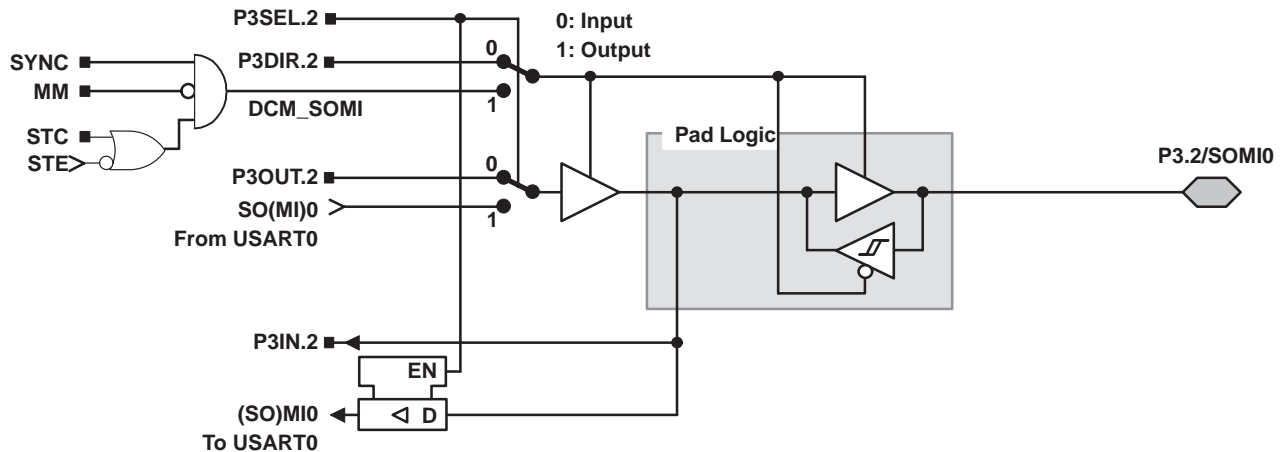 P3SEL.2
0: Input
1: Output
SYNC
P3DIR.2
0
MM
1
DCM_SOMI
STC
STE
Pad Logic
P3.2/SOMI0
0
P3OUT.2
SO(MI)0
1
From USART0
P3IN.2
EN
(SO)MI0
D
To USART0